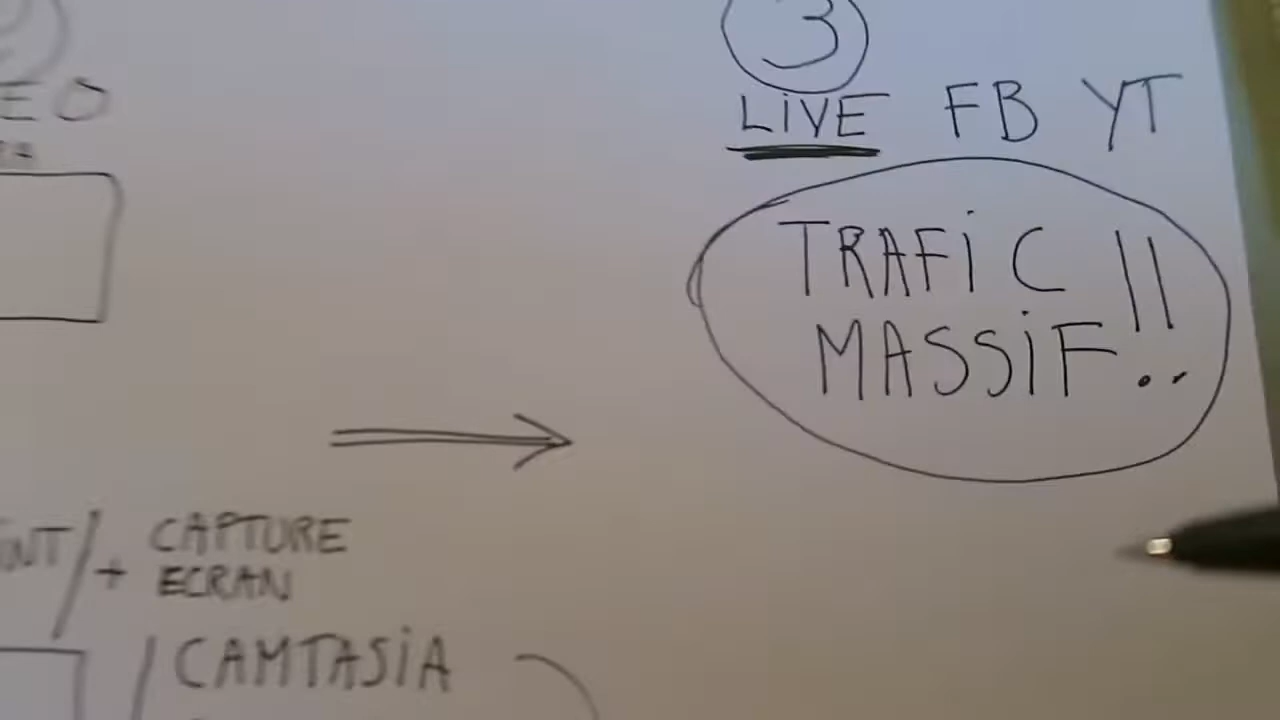 3
LIVE FB YT
TRAFIC
MASSIF !!
+ CAPTURE
ECRAN
CAMTASIA